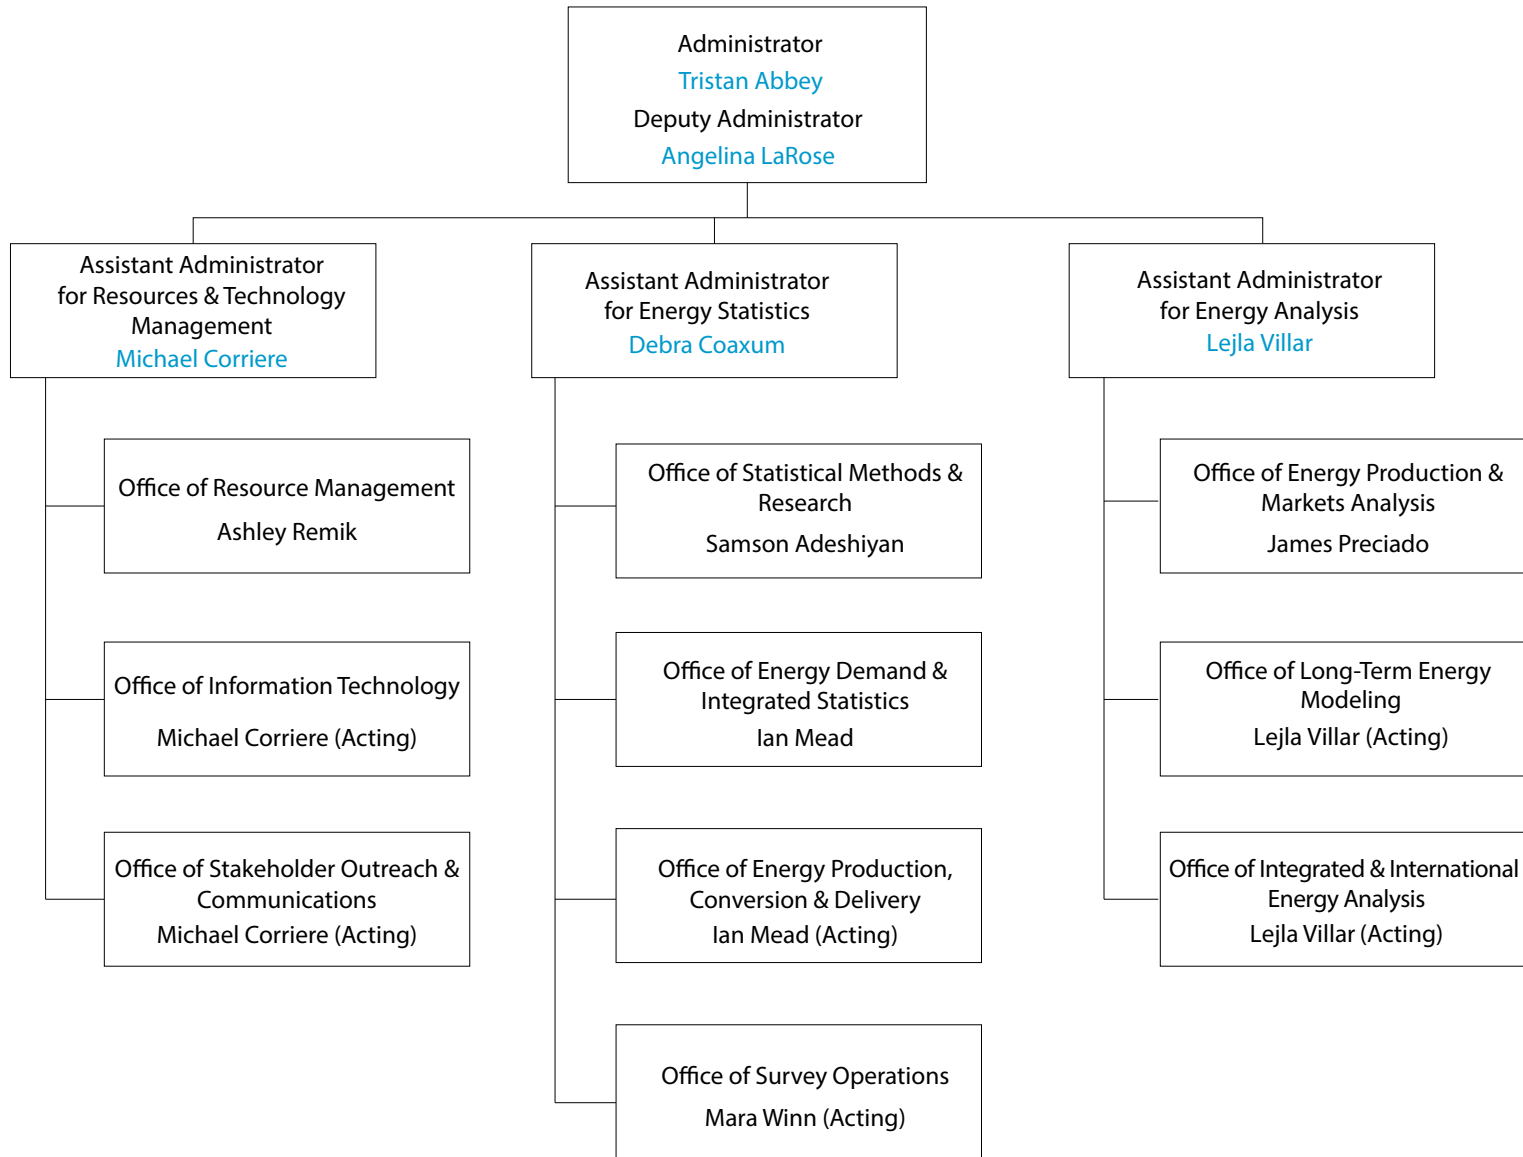 Administrator
Tristan Abbey
Deputy Administrator
Angelina LaRose
Assistant Administrator
for Resources & Technology
Management
Michael Corriere
Office of Resource Management
Ashley Remik
Office of Information Technology
Michael Corriere (Acting)
Office of Stakeholder Outreach &
Communications
Michael Corriere (Acting)
Assistant Administrator
for Energy Statistics
Debra Coaxum
Office of Statistical Methods &
Research
Samson Adeshiyan
Office of Energy Demand &
Integrated Statistics
Ian Mead
Office of Energy Production,
Conversion & Delivery
Ian Mead (Acting)
Office of Survey Operations
Mara Winn (Acting)
Assistant Administrator
for Energy Analysis
Lejla Villar
Office of Energy Production &
Markets Analysis
James Preciado
Office of Long-Term Energy
Modeling
Lejla Villar (Acting)
Office of Integrated & International
Energy Analysis
Lejla Villar (Acting)